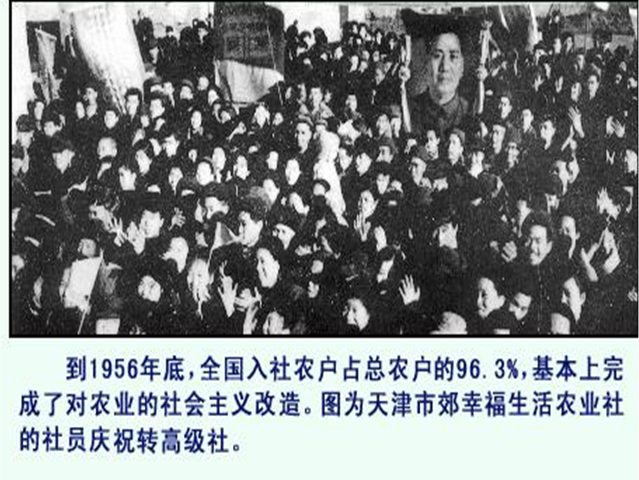 到1956年底,全国入社农户占总农户的96.3%,基本上完
成了对农业的社会主义改造。图为天津市郊幸福生活农业社
的社员庆祝转高级社。